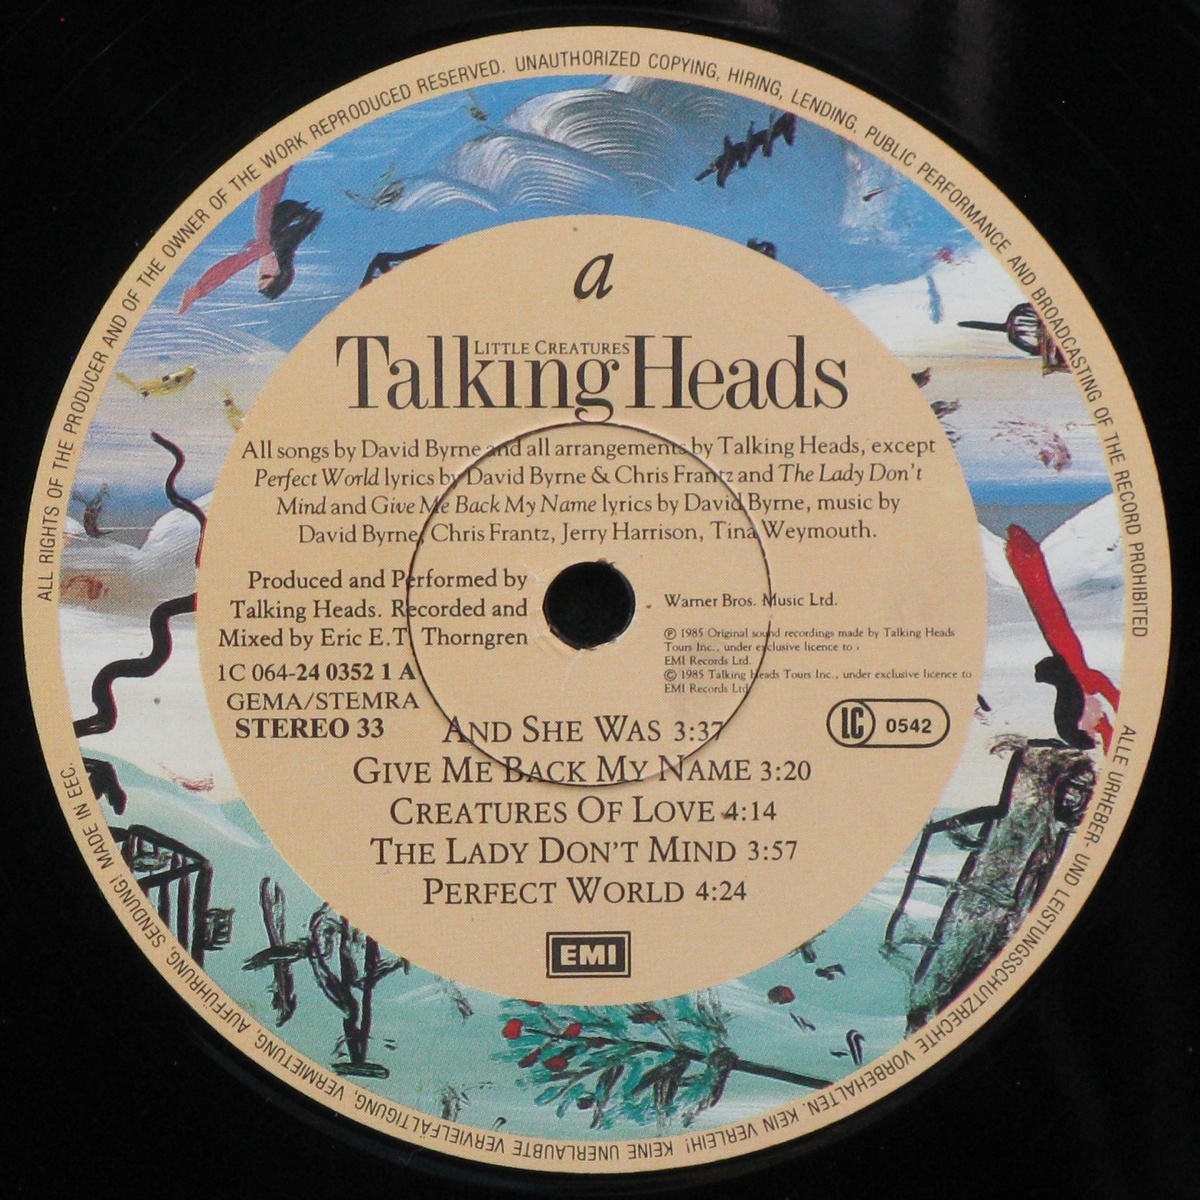 ALL RIGHTS OF THE PRODUCER AND OF THE OWNER OF THE WORK REPRODUCED RESERVED. UNAUTHORIZED COPYING, HIRING, LENDING, PUBLIC PERFORMANCE AND BROADCASTING OF THE RECORD PROHIBITED
a
LITTLE CREATURES
Talking Heads
All songs by David Byrne and all arrangements by Talking Heads, except
Perfect World lyrics by David Byrne & Chris Frantz and The Lady Don't
Mind and Give Me Back My Name lyrics by David Byrne, music by
David Byrne, Chris Frantz, Jerry Harrison, Tina Weymouth.
Produced and Performed by
Talking Heads. Recorded and
Mixed by Eric E.T. Thorngren
1C 064-24 0352 1 A
GEMA/STEMRA
STEREO 33
Warner Bros. Music Ltd.
℗ 1985 Original sound recordings made by Talking Heads
Tours Inc., under exclusive licence to
EMI Records Ltd.
© 1985 Talking Heads Tours Inc., under exclusive licence to
EMI Records Ltd.
LC 0542
AND SHE WAS 3:37
GIVE ME BACK MY NAME 3:20
CREATURES OF LOVE 4:14
THE LADY DON'T MIND 3:57
PERFECT WORLD 4:24
EMI
ALLE URHEBER- UND LEISTUNGSSCHUTZRECHTE VORBEHALTEN. KEIN VERLEIH! KEINE UNERLAUBTE VERVIELFÄLTIGUNG, VERMIETUNG, AUFFÜHRUNG, SENDUNG! MADE IN EEC.